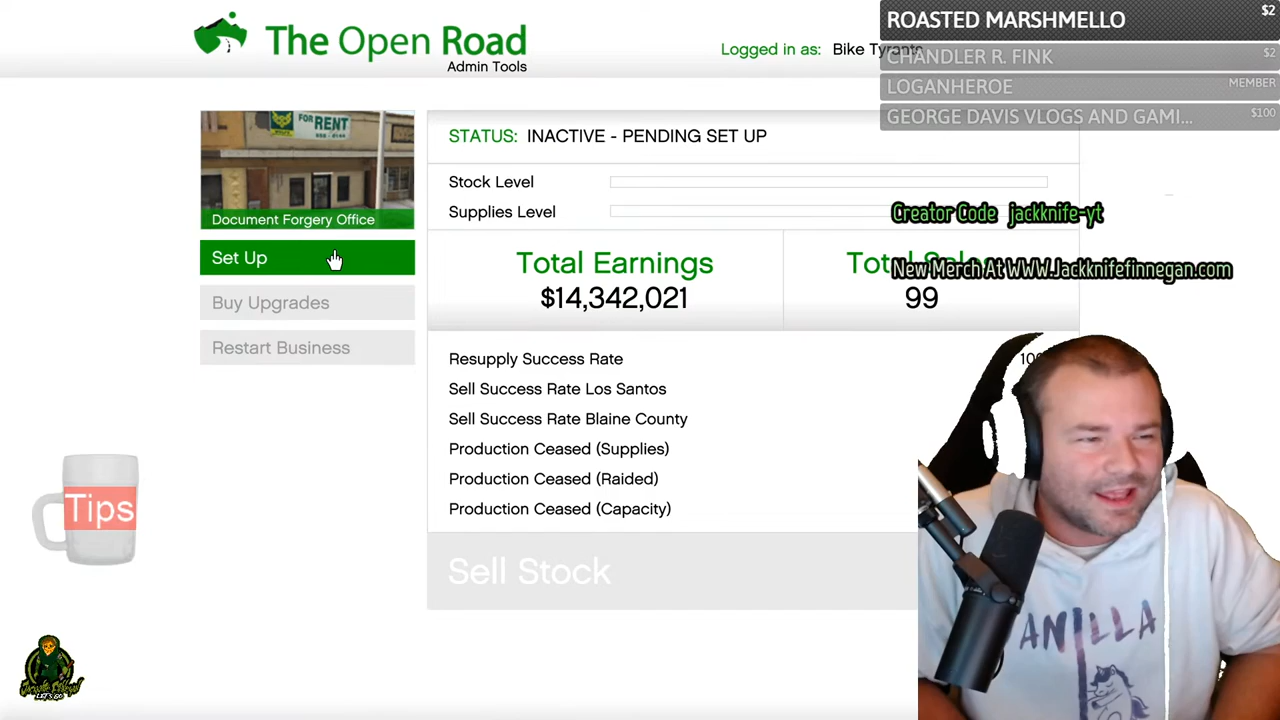 The Open Road
Admin Tools
Logged in as: Bike
ROASTED MARSHMELLO $2
CHANDLER R. FINK $2
LOGANHEROE MEMBER
GEORGE DAVIS VLOGS AND GAMI... $100
FOR RENT
Document Forgery Office
Set Up
Buy Upgrades
Restart Business
STATUS: INACTIVE - PENDING SET UP
Stock Level
Supplies Level
Creator Code jackknife-yt
New Merch At WWW.Jackknifefinnegan.com
Total Earnings
$14,342,021
99
Resupply Success Rate
Sell Success Rate Los Santos
Sell Success Rate Blaine County
Production Ceased (Supplies)
Production Ceased (Raided)
Production Ceased (Capacity)
Sell Stock
Tips
ANILLA
LET'S GO